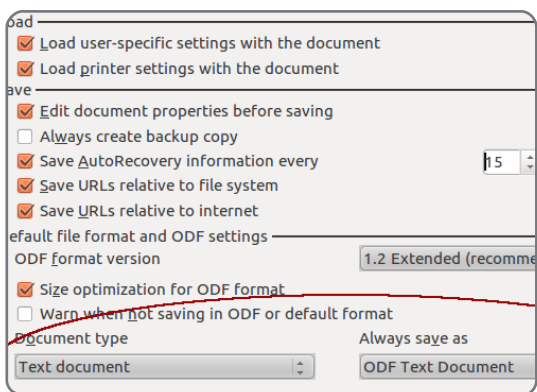 oad
Load user-specific settings with the document
Load printer settings with the document
ave
Edit document properties before saving
Always create backup copy
Save AutoRecovery information every 15
Save URLs relative to file system
Save URLs relative to internet
efault file format and ODF settings
ODF format version 1.2 Extended (recomme
Size optimization for ODF format
Warn when not saving in ODF or default format
Document type Always save as
Text document ODF Text Document